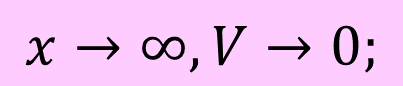 x → ∞, V → 0;